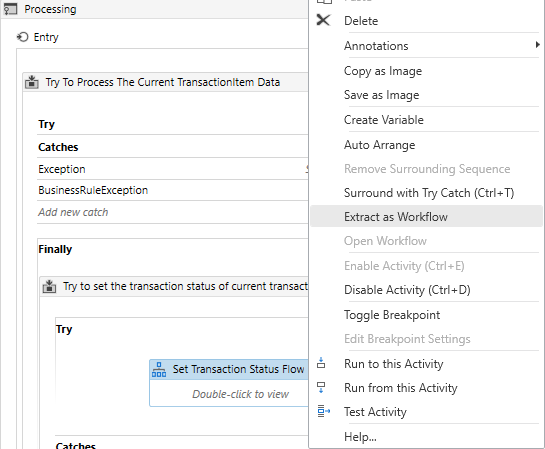 Processing
Entry
Try To Process The Current TransactionItem Data
Try
Catches
Exception
BusinessRuleException
Add new catch
Finally
Try to set the transaction status of current transact
Try
Set Transaction Status Flow
Double-click to view
Catches
Delete
Annotations
Copy as Image
Save as Image
Create Variable
Auto Arrange
Remove Surrounding Sequence
Surround with Try Catch (Ctrl+T)
Extract as Workflow
Open Workflow
Enable Activity (Ctrl+E)
Disable Activity (Ctrl+D)
Toggle Breakpoint
Edit Breakpoint Settings
Run to this Activity
Run from this Activity
Test Activity
Help...